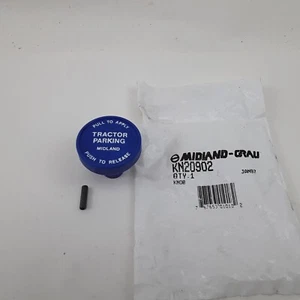 PULL TO APPLY
TRACTOR
PARKING
MIDLAND
PUSH TO RELEASE
MIDLAND-GRAU
KN20902
QTY.1
KNOB